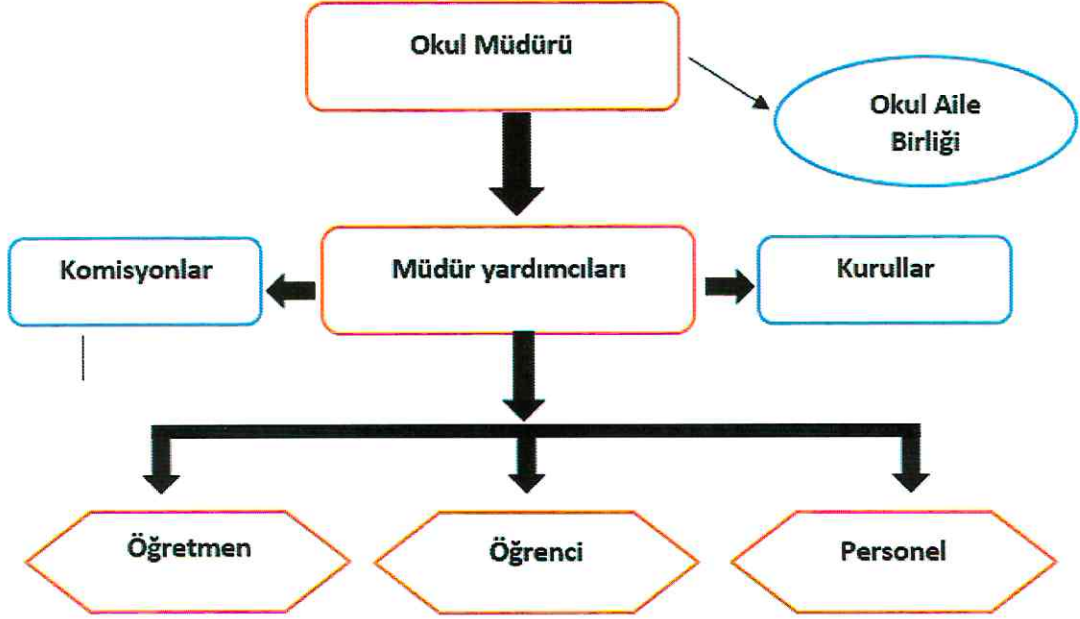 Okul Müdürü
Okul Aile
Birliği
Komisyonlar
Müdür yardımcıları
Kurullar
Öğretmen
Öğrenci
Personel